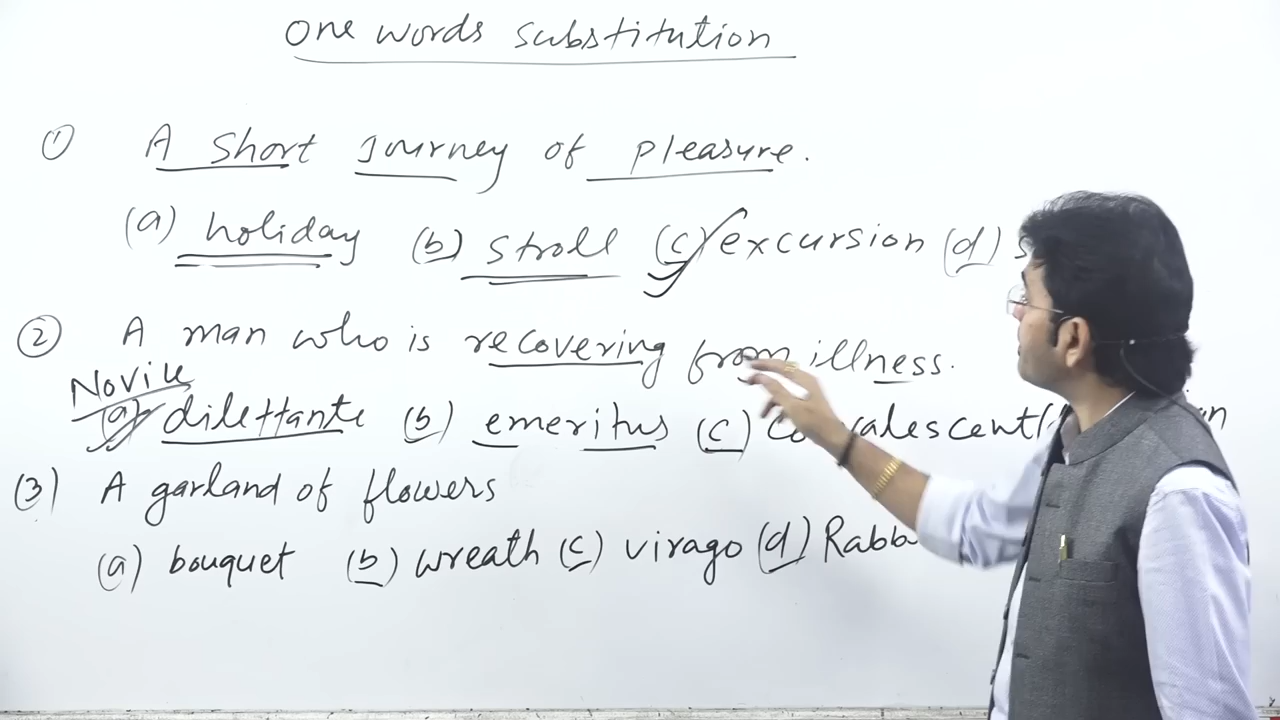 One words substitution
① A Short Journey of pleasure.
(a) holiday (b) stroll (c) excursion (d)
② A man who is recovering from illness.
Novice
(a) dilettante (b) emeritus (c)
(3) A garland of flowers
(a) bouquet (b) wreath (c) virago (d)